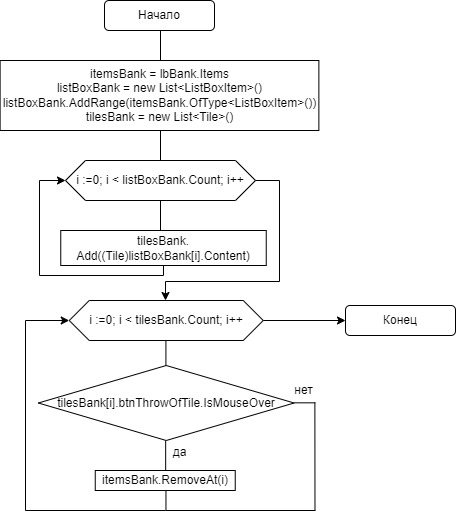 Начало
itemsBank = lbBank.Items
listBoxBank = new List<ListBoxItem>()
listBoxBank.AddRange(itemsBank.OfType<ListBoxItem>())
tilesBank = new List<Tile>()
i :=0; i < listBoxBank.Count; i++
tilesBank.
Add((Tile)listBoxBank[i].Content)
i :=0; i < tilesBank.Count; i++
Конец
tilesBank[i].btnThrowOfTile.IsMouseOver
нет
да
itemsBank.RemoveAt(i)